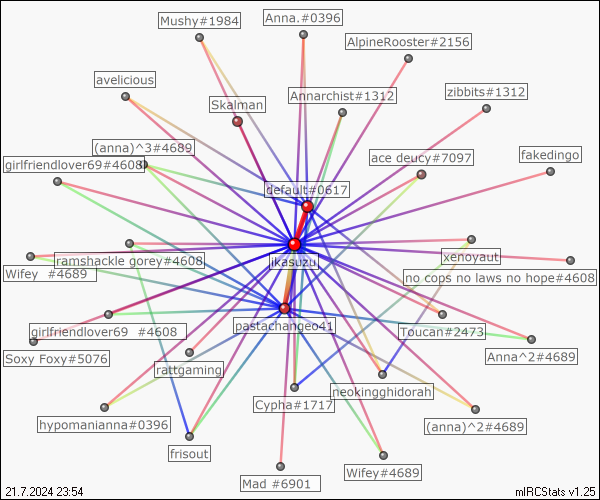 Mushy#1984
Anna.#0396
AlpineRooster#2156
avelicious
Skalman
Annarchist#1312
zibbits#1312
(anna)^3#4689
girlfriendlover69#4608
ace deucy#7097
fakedingo
default#0617
ikasuzu
xenoyaut
Wifey  #4689
ramshackle gorey#4608
no cops no laws no hope#4608
girlfriendlover69  #4608
pastachangeo41
Toucan#2473
Soxy Foxy#5076
Anna^2#4689
rattgaming
neokingghidorah
Cypha#1717
hypomanianna#0396
(anna)^2#4689
frisout
Wifey#4689
Mad #6901
21.7.2024 23:54
mIRCStats v1.25